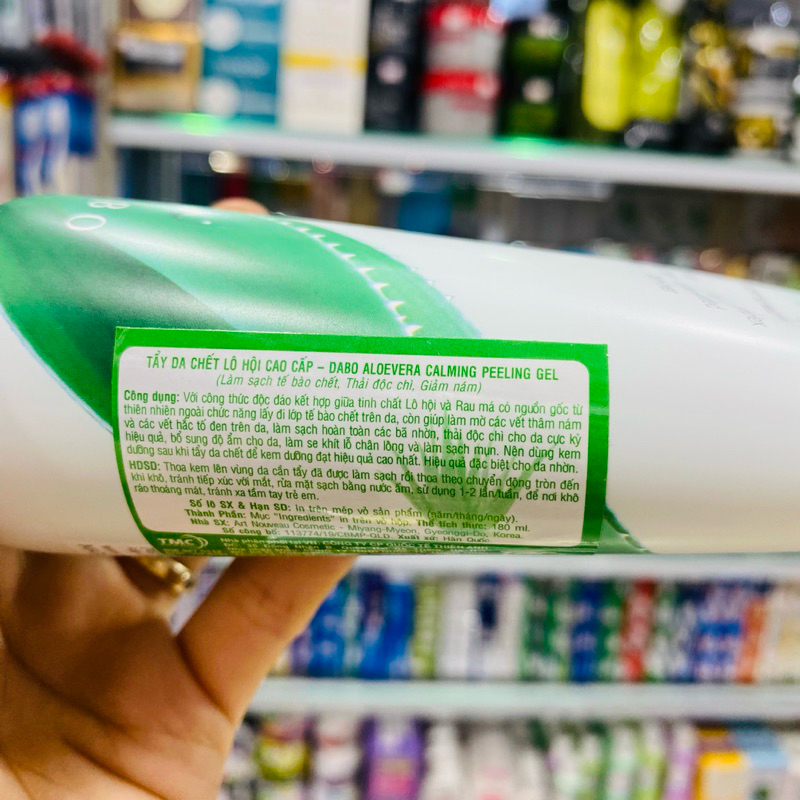 TẨY DA CHẾT LÔ HỘI CAO CẤP – DABO ALOEVERA CALMING PEELING GEL
(Làm sạch tế bào chết, Thải độc chì, Giảm nám)
Công dụng: Với công thức độc đáo kết hợp giữa tinh chất Lô hội và Rau má có nguồn gốc từ
thiên nhiên ngoài chức năng lấy đi lớp tế bào chết trên da, còn giúp làm mờ các vết thâm nám
và các vết hắc tố đen trên da, làm sạch hoàn toàn các bã nhờn, thải độc chì cho da cực kỳ
hiệu quả, bổ sung độ ẩm cho da, làm se khít lỗ chân lông và làm sạch mụn. Nên dùng kem
dưỡng sau khi tẩy da chết để kem dưỡng đạt hiệu quả cao nhất. Hiệu quả đặc biệt cho da nhờn.
HDSD: Thoa kem lên vùng da cần tẩy đã được làm sạch rồi thoa theo chuyển động tròn đến
khi khô, tránh tiếp xúc với mắt, rửa mặt sạch bằng nước ấm, sử dụng 1-2 lần/tuần, để nơi khô
ráo thoáng mát, tránh xa tầm tay trẻ em.
Số lô SX & Hạn SD: In trên mép vỏ sản phẩm (năm/tháng/ngày).
Thành Phần: Mục "Ingredients" in trên vỏ hộp. Thể tích thực: 180 ml.
Nhà SX: Art Nouveau Cosmetic - Miyang-Myeon, Gyeonggi-Do, Korea.
Số công bố: 113774/19/CBMP-QLD. Xuất sứ: Hàn Quốc.
TMC